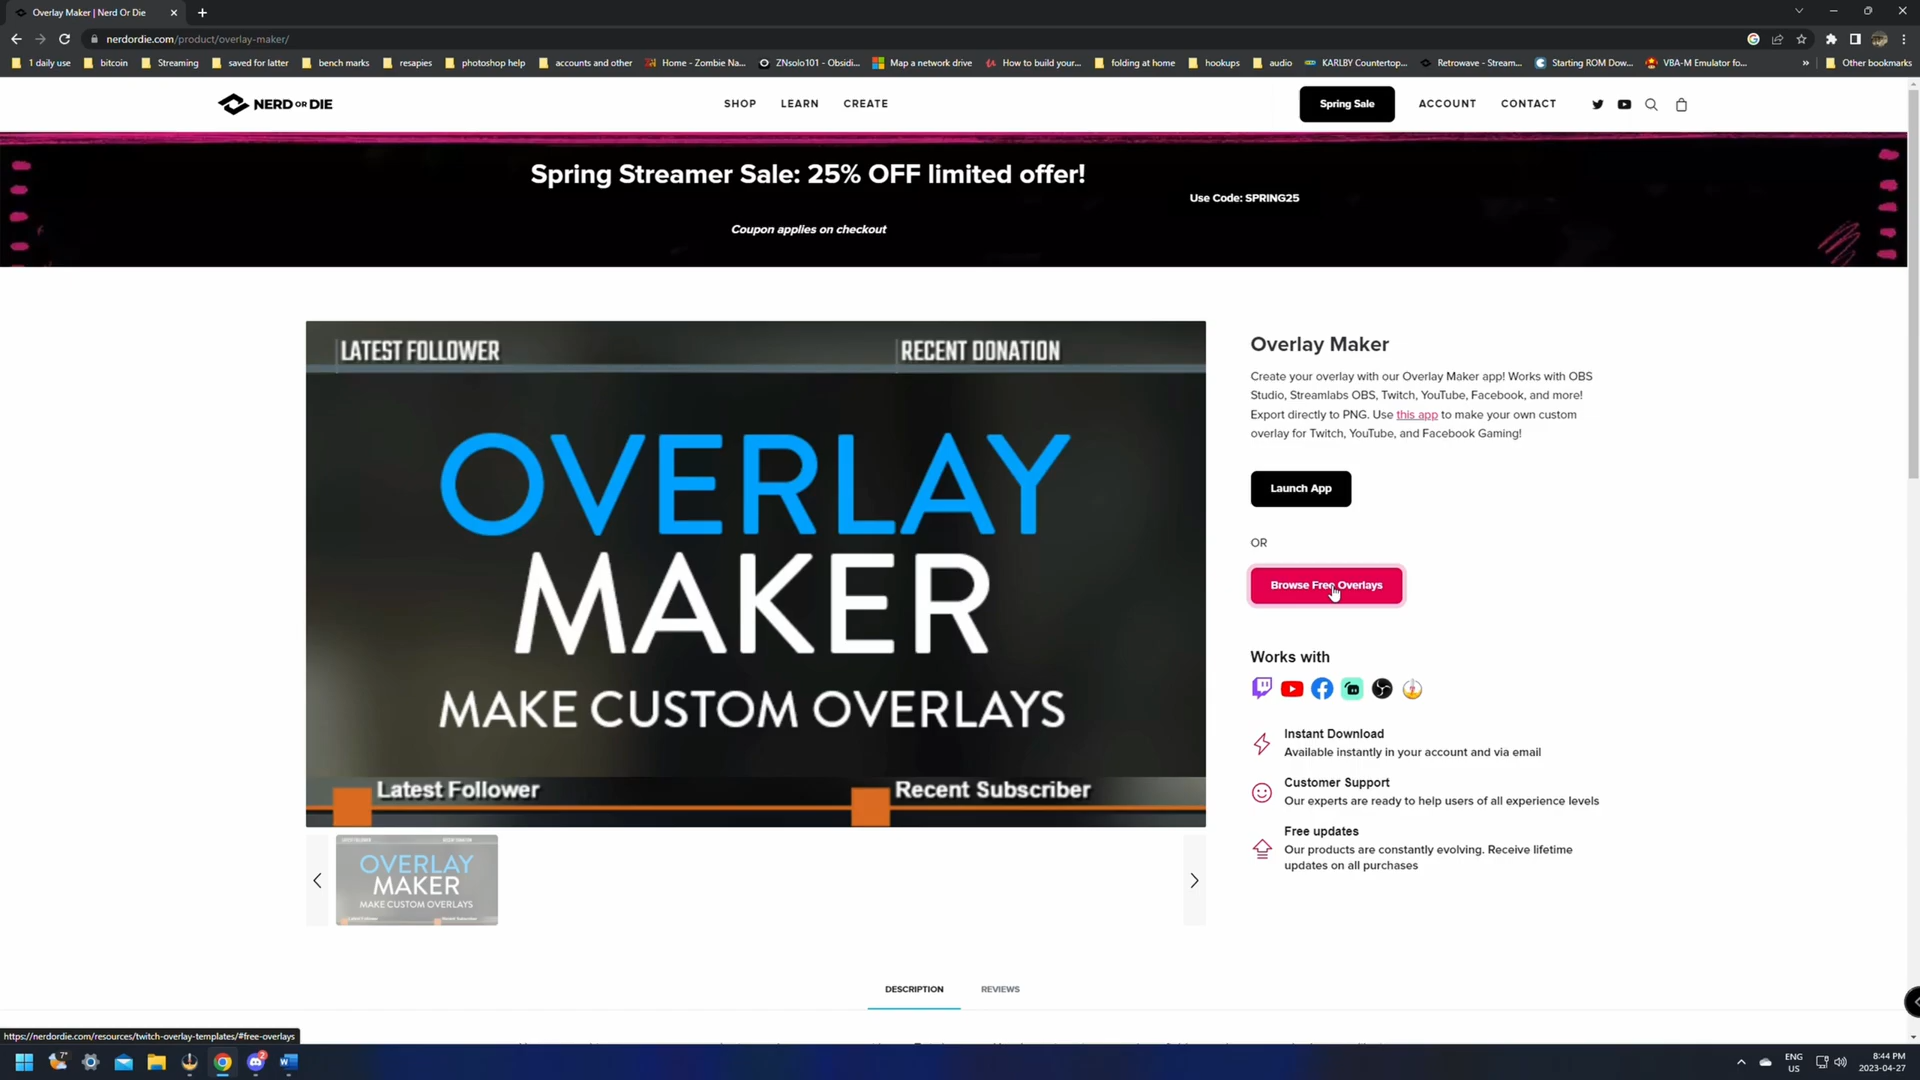 Overlay Maker | Nerd Or Die
nerdordie.com/product/overlay-maker/
1 daily use
bitcoin
Streaming
saved for latter
bench marks
resapies
photoshop help
accounts and other
Home - Zombie Na...
ZNsolo101 - Obsidi...
Map a network drive
How to build your...
folding at home
hookups
audio
KARLBY Countertop...
Retrowave - Stream...
Starting ROM Dow...
VBA-M Emulator fo...
»
Other bookmarks
NERD OR DIE
SHOP
LEARN
CREATE
Spring Sale
ACCOUNT
CONTACT
Spring Streamer Sale: 25% OFF limited offer!
Use Code: SPRING25
Coupon applies on checkout
LATEST FOLLOWER
RECENT DONATION
OVERLAY
MAKER
MAKE CUSTOM OVERLAYS
Latest Follower
Recent Subscriber
Overlay Maker
Create your overlay with our Overlay Maker app! Works with OBS
Studio, Streamlabs OBS, Twitch, YouTube, Facebook, and more!
Export directly to PNG. Use this app to make your own custom
overlay for Twitch, YouTube, and Facebook Gaming!
Launch App
OR
Browse Free Overlays
Works with
Instant Download
Available instantly in your account and via email
Customer Support
Our experts are ready to help users of all experience levels
Free updates
Our products are constantly evolving. Receive lifetime
updates on all purchases
OVERLAY
MAKER
MAKE CUSTOM OVERLAYS
DESCRIPTION
REVIEWS
https://nerdordie.com/resources/twitch-overlay-templates/#free-overlays
7°
2
ENG
US
8:44 PM
2023-04-27